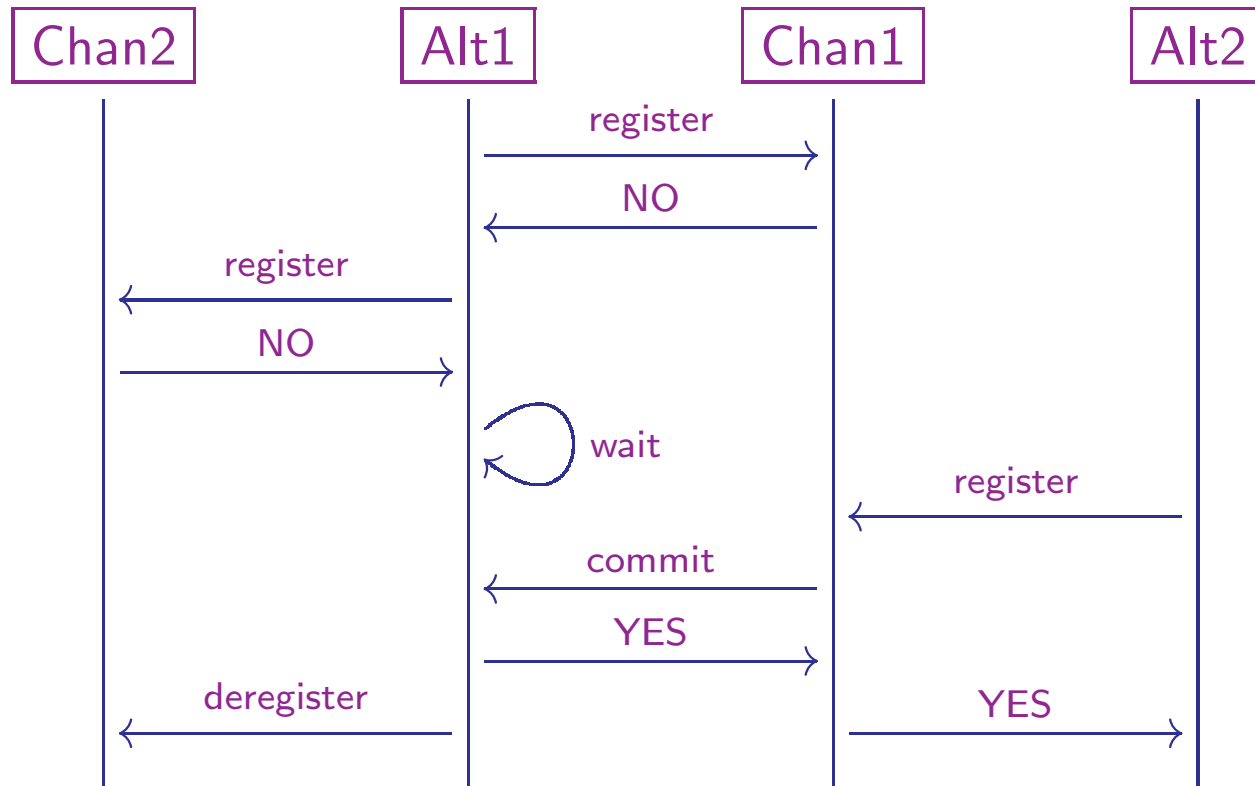 Chan2
Alt1
Chan1
Alt2
register
NO
register
NO
wait
register
commit
YES
deregister
YES